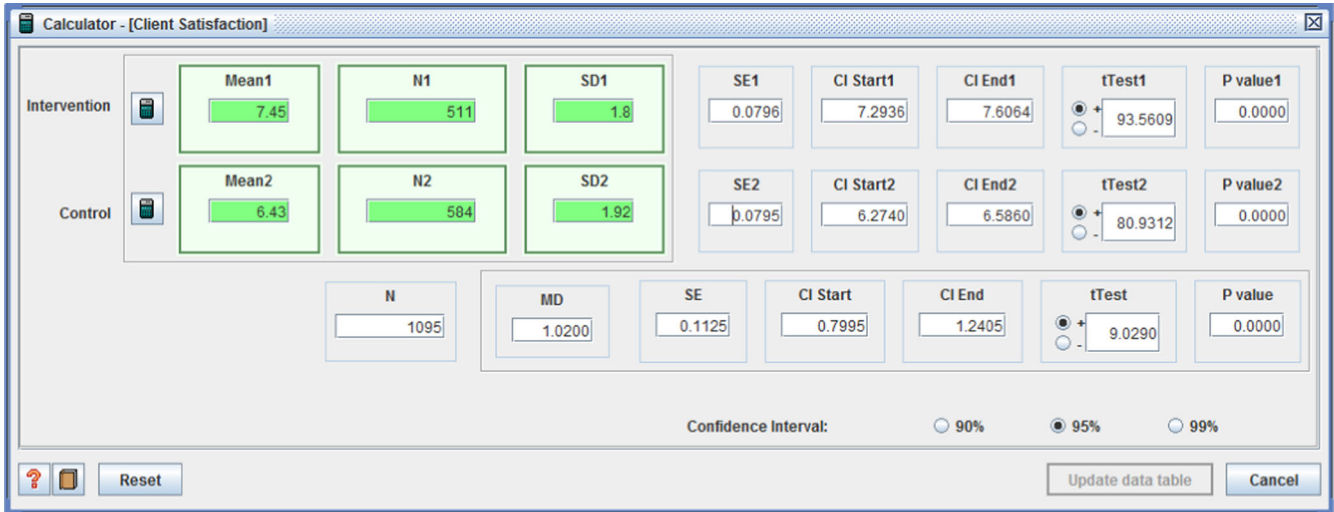 Calculator - [Client Satisfaction]
Mean1 N1 SD1 SE1 CI Start1 CI End1 tTest1 P value1
Intervention 7.45 511 1.8 0.0796 7.2936 7.6064 + - 93.5609 0.0000
Mean2 N2 SD2 SE2 CI Start2 CI End2 tTest2 P value2
Control 6.43 584 1.92 0.0795 6.2740 6.5860 + - 80.9312 0.0000
N MD SE CI Start CI End tTest P value
1095 1.0200 0.1125 0.7995 1.2405 + - 9.0290 0.0000
Confidence Interval: 90% 95% 99%
? Reset Update data table Cancel